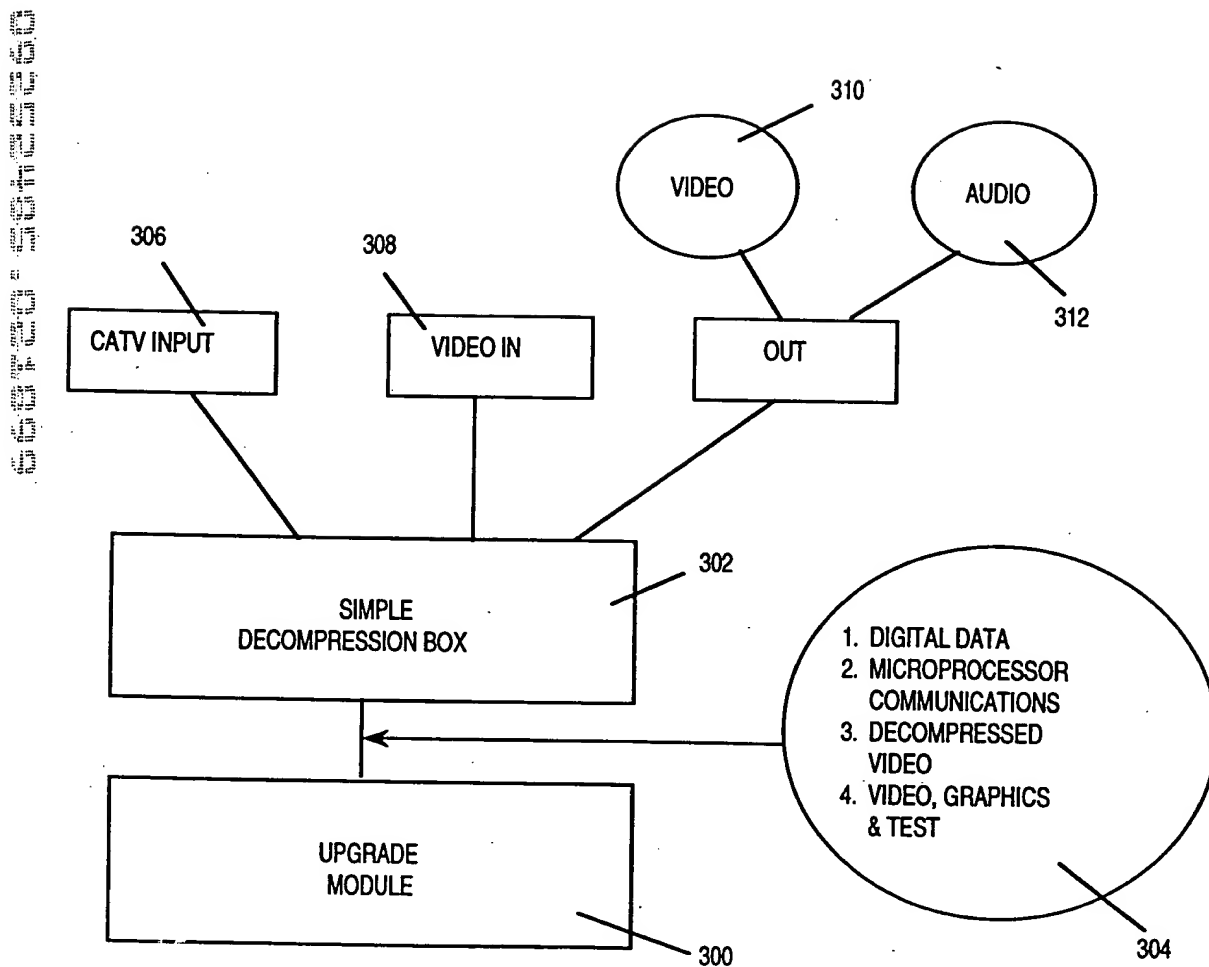 310
VIDEO
AUDIO
306
308
312
CATV INPUT
VIDEO IN
OUT
302
SIMPLE
DECOMPRESSION BOX
1. DIGITAL DATA
2. MICROPROCESSOR
COMMUNICATIONS
3. DECOMPRESSED
VIDEO
4. VIDEO, GRAPHICS
& TEST
UPGRADE
MODULE
300
304